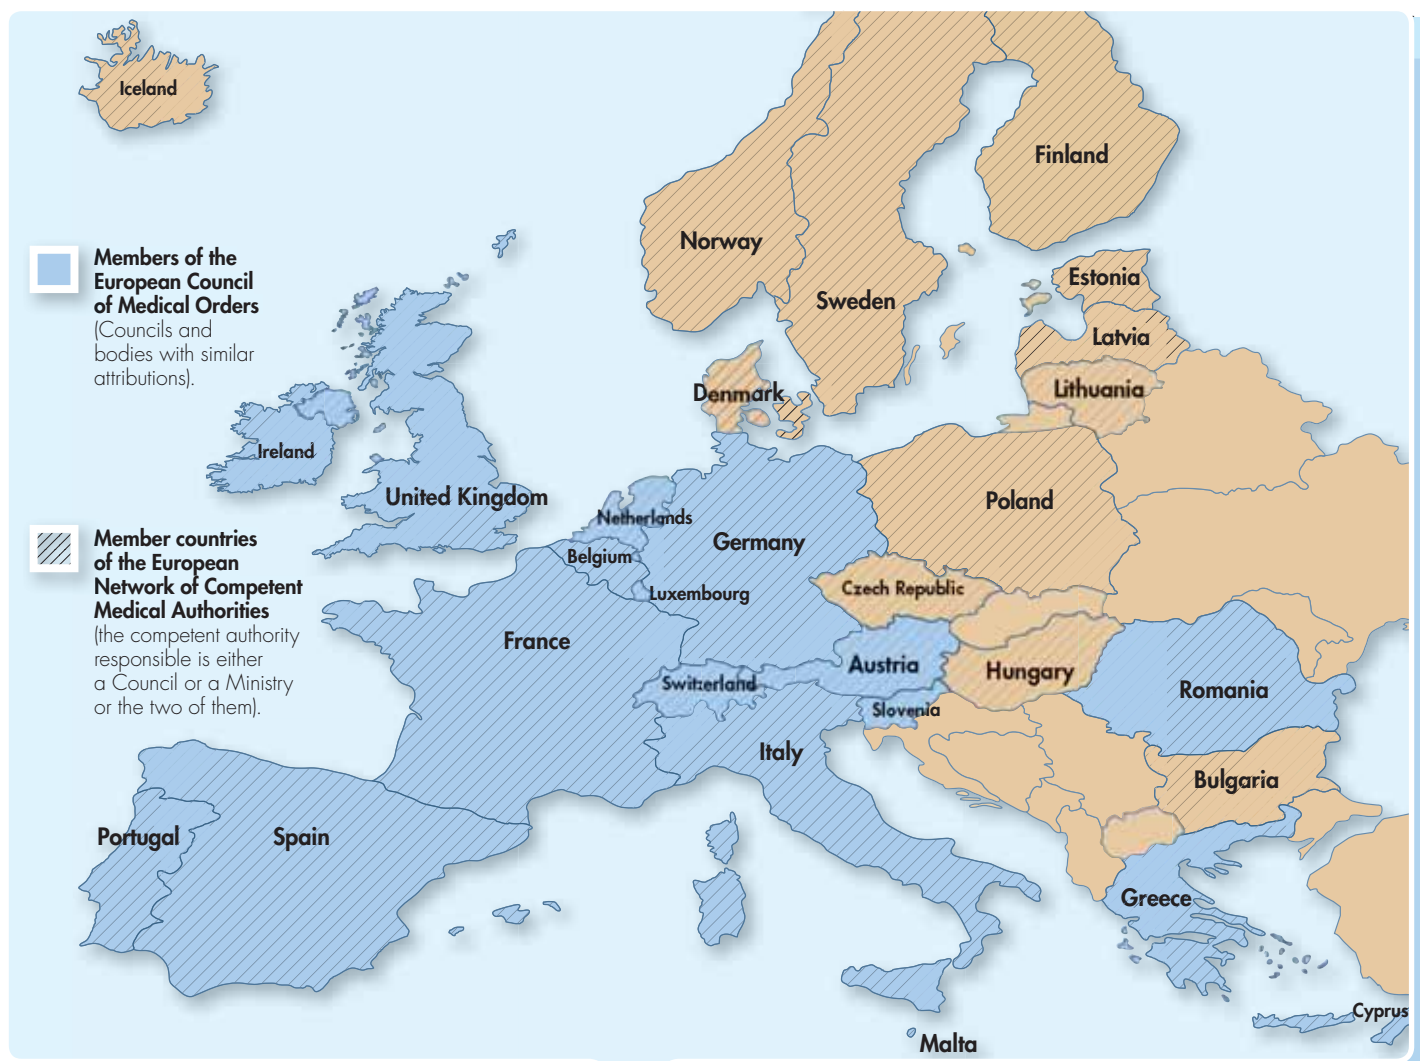 Iceland
Finland
Norway
Members of the
European Council
of Medical Orders
(Councils and
bodies with similar
attributions).
Estonia
Sweden
Latvia
Denmark
Lithuania
Ireland
United Kingdom
Poland
Netherlands
Member countries
of the European
Network of Competent
Medical Authorities
(the competent authority
responsible is either
a Council or a Ministry
or the two of them).
Germany
Belgium
Czech Republic
Luxembourg
France
Austria
Hungary
Switzerland
Romania
Slovenia
Italy
Bulgaria
Portugal
Spain
Greece
Cyprus
Malta